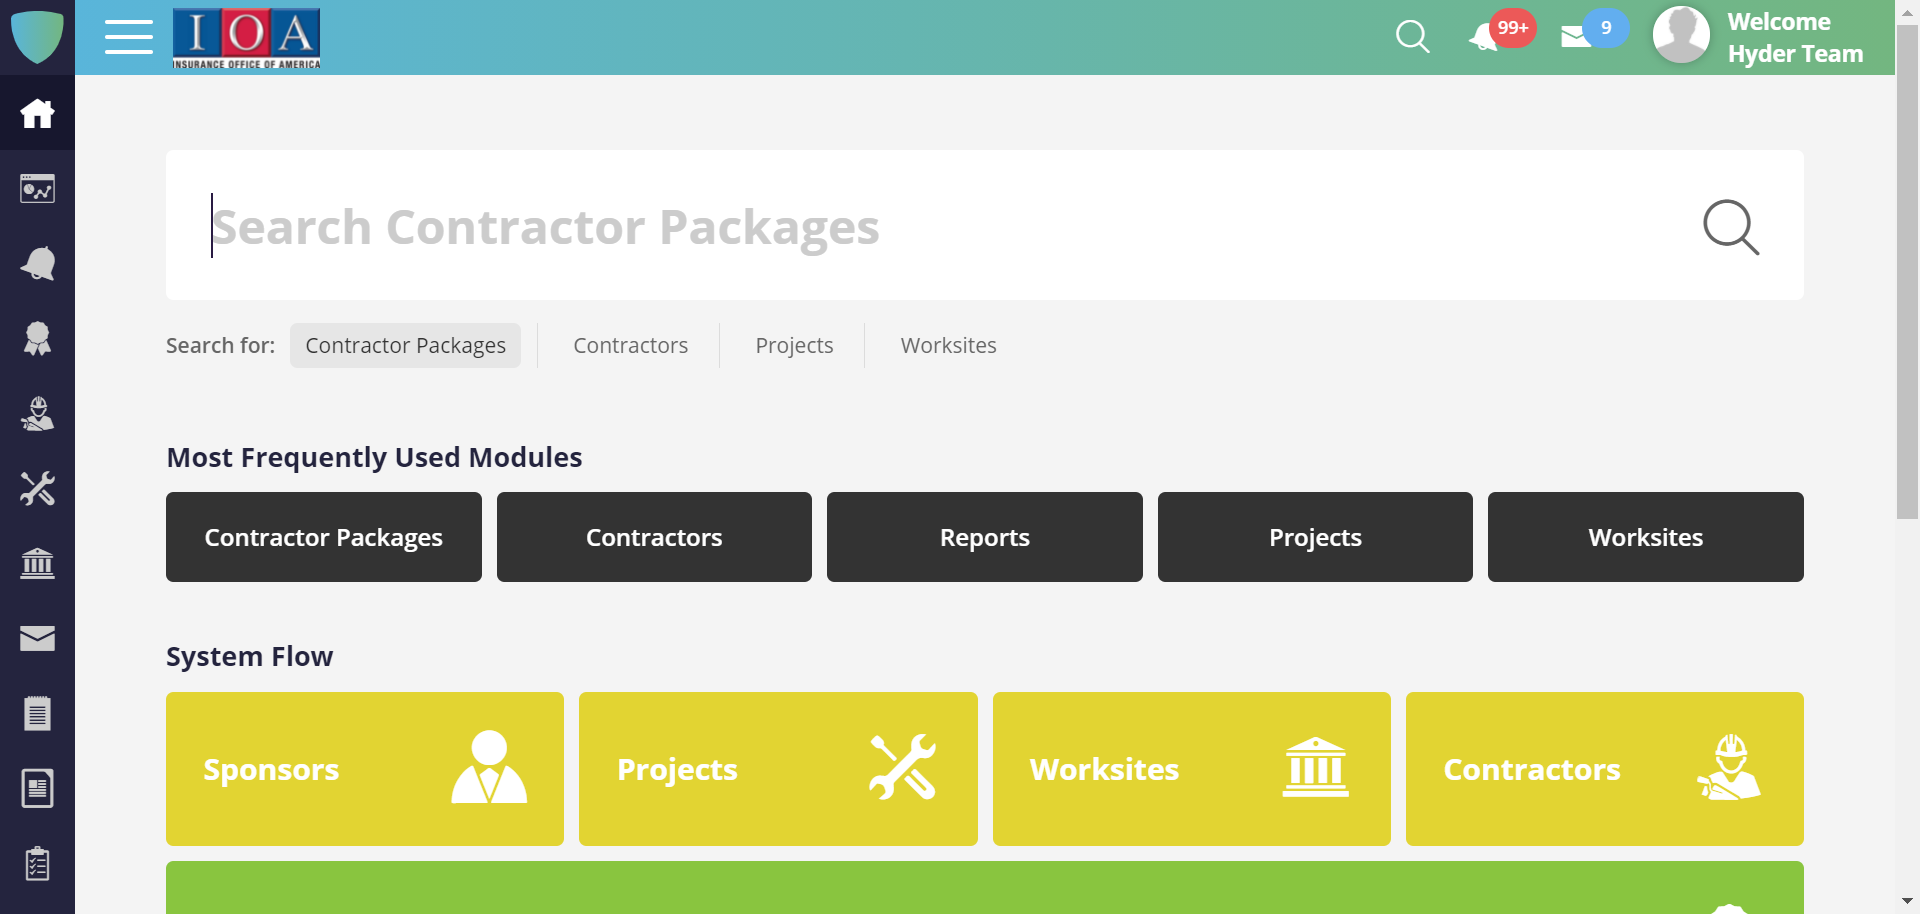 IOA
INSURANCE OFFICE OF AMERICA
99+
9
Welcome
Hyder Team
Search Contractor Packages
Search for: Contractor Packages Contractors Projects Worksites
Most Frequently Used Modules
Contractor Packages Contractors Reports Projects Worksites
System Flow
Sponsors Projects Worksites Contractors